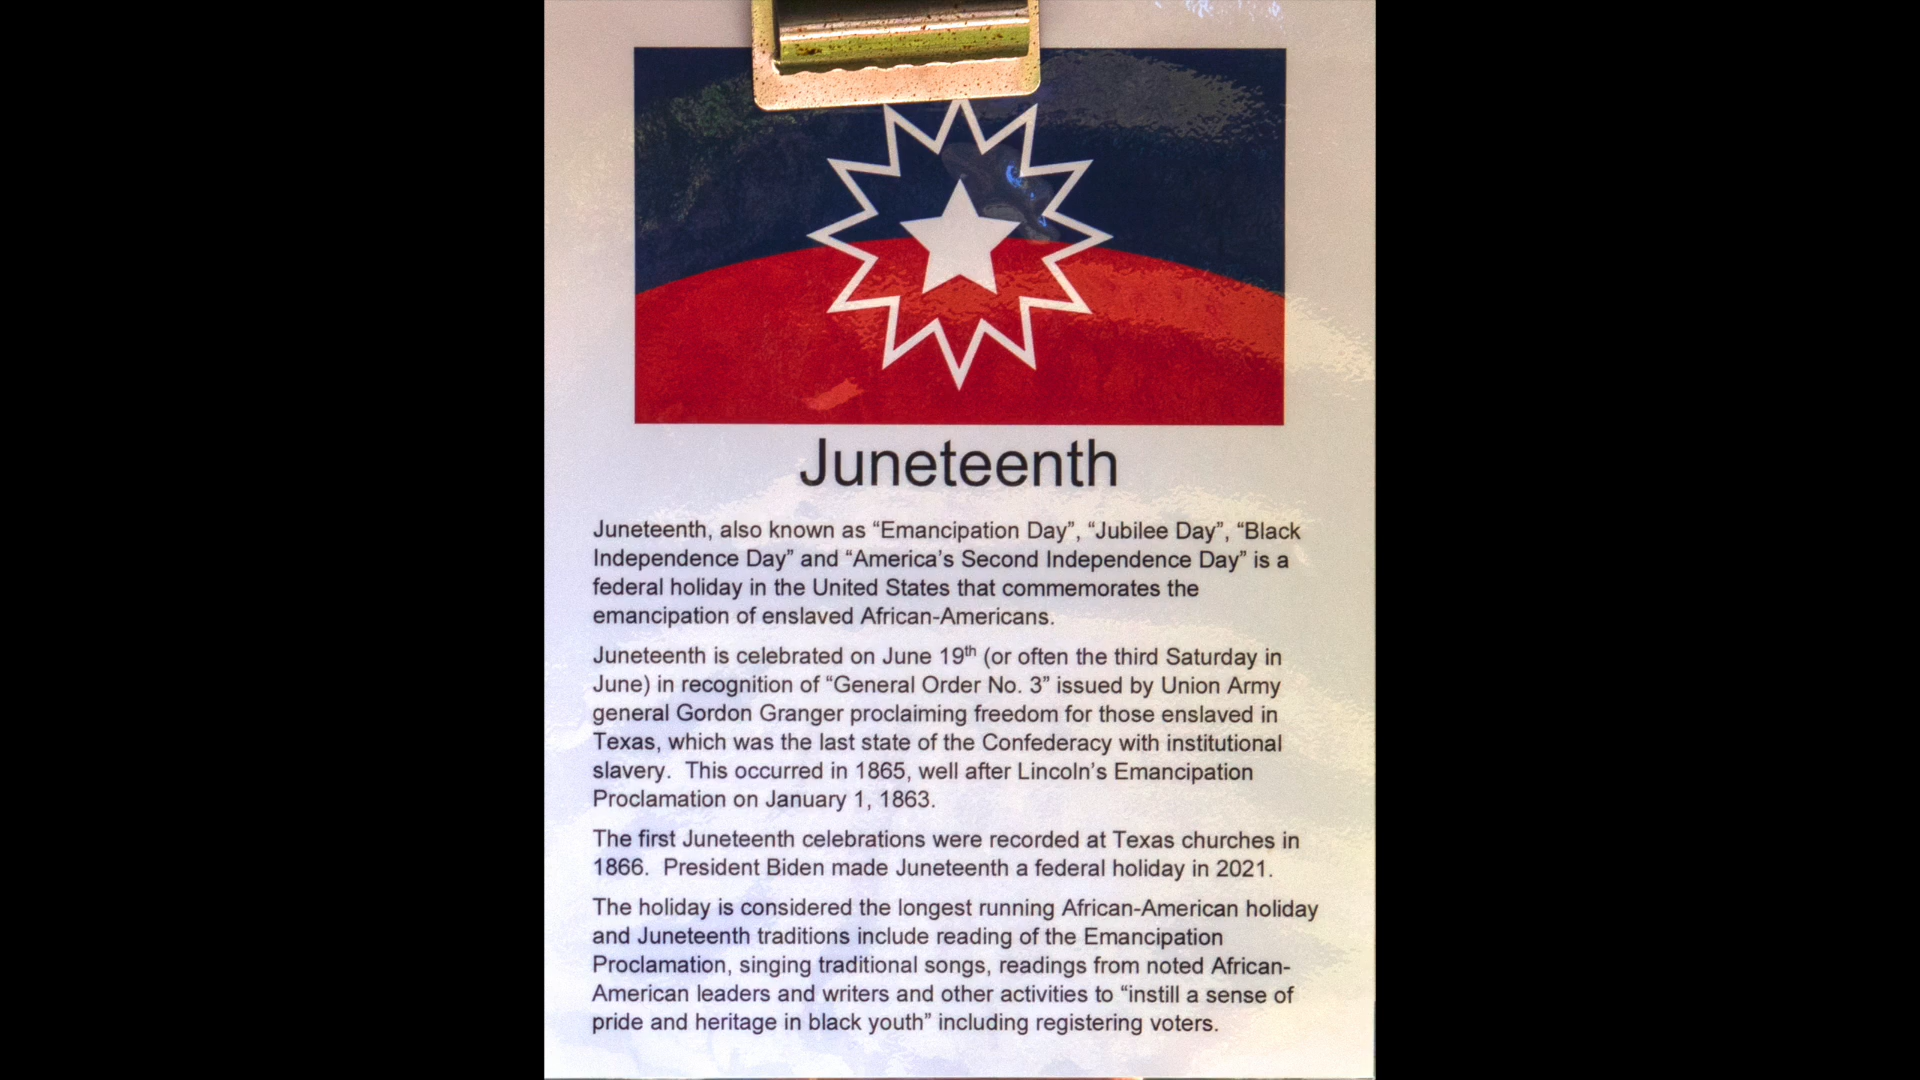 Juneteenth
Juneteenth, also known as “Emancipation Day”, “Jubilee Day”, “Black
Independence Day” and “America’s Second Independence Day” is a
federal holiday in the United States that commemorates the
emancipation of enslaved African-Americans.
Juneteenth is celebrated on June 19th (or often the third Saturday in
June) in recognition of “General Order No. 3” issued by Union Army
general Gordon Granger proclaiming freedom for those enslaved in
Texas, which was the last state of the Confederacy with institutional
slavery.  This occurred in 1865, well after Lincoln’s Emancipation
Proclamation on January 1, 1863.
The first Juneteenth celebrations were recorded at Texas churches in
1866.  President Biden made Juneteenth a federal holiday in 2021.
The holiday is considered the longest running African-American holiday
and Juneteenth traditions include reading of the Emancipation
Proclamation, singing traditional songs, readings from noted African-
American leaders and writers and other activities to “instill a sense of
pride and heritage in black youth” including registering voters.